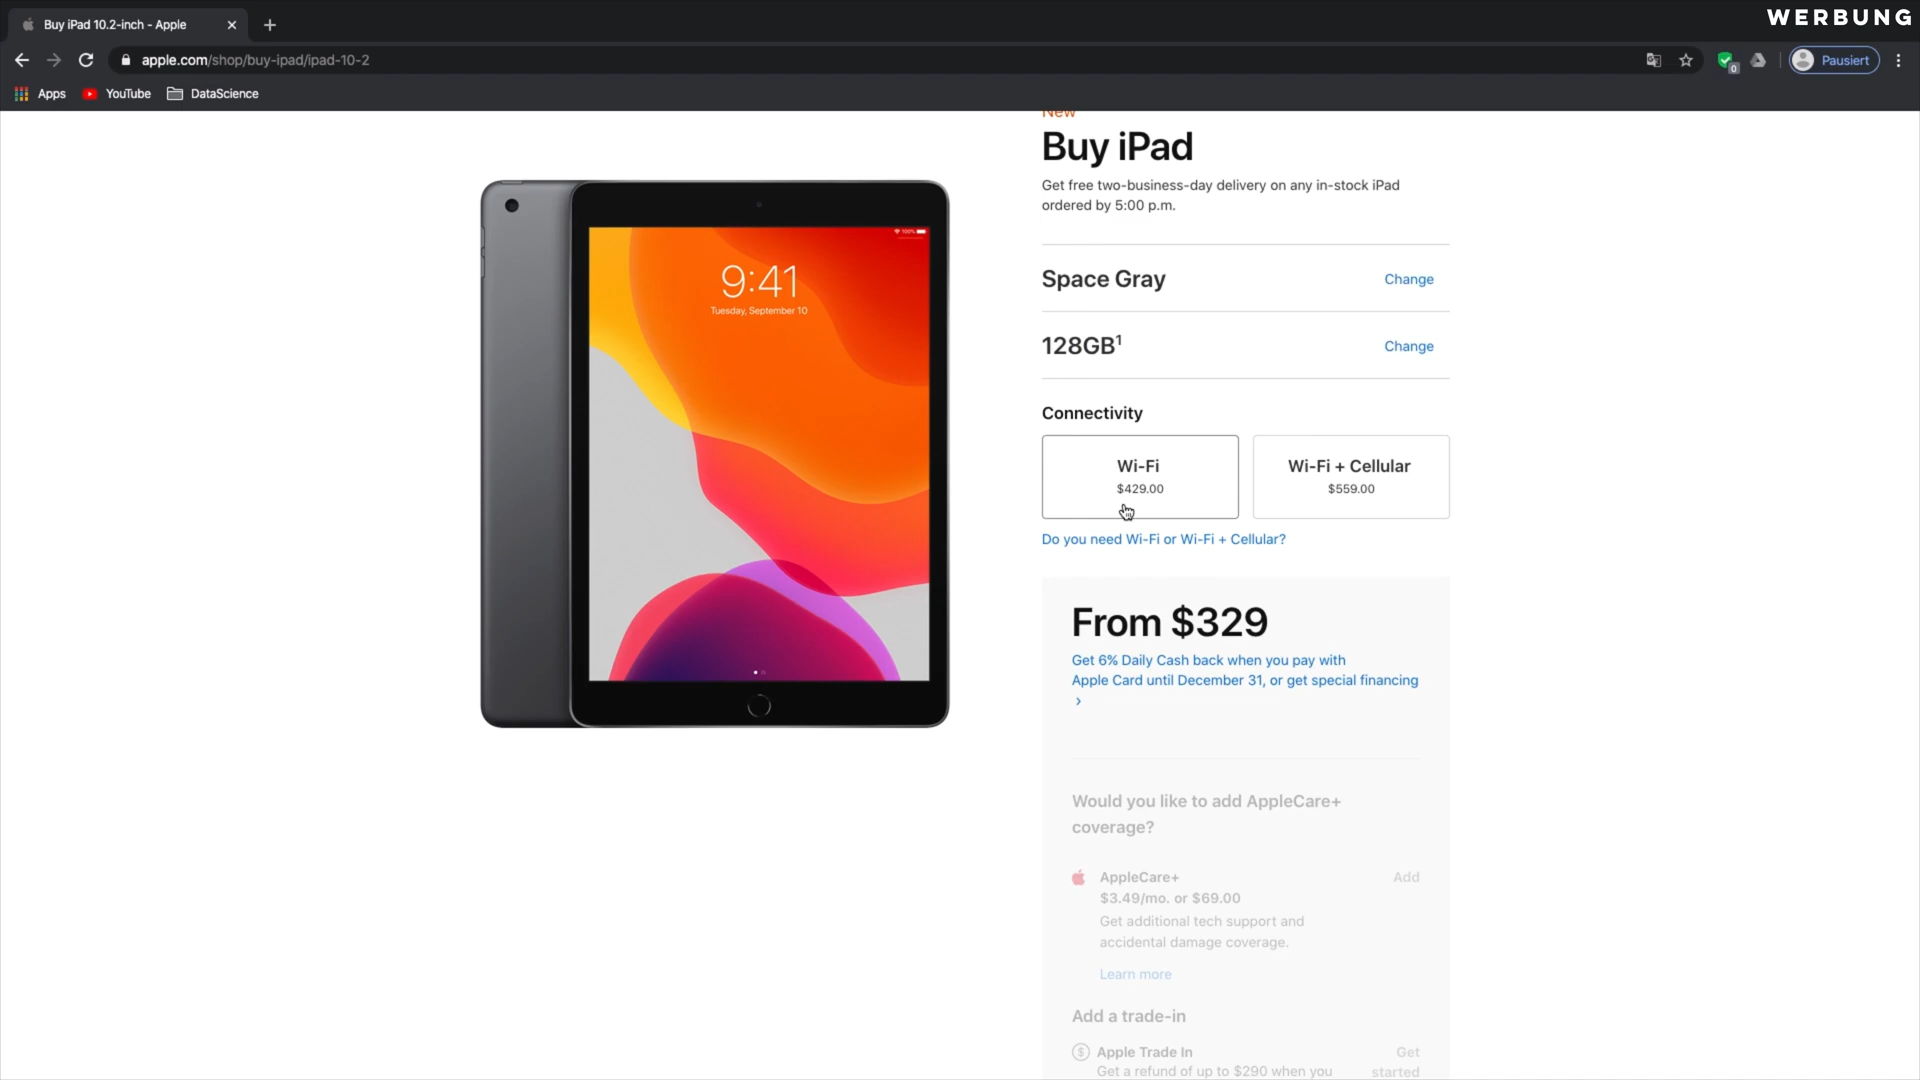 Buy iPad 10.2-inch - Apple
WERBUNG
apple.com/shop/buy-ipad/ipad-10-2
0
Pausiert
Apps
YouTube
DataScience
New
Buy iPad
Get free two-business-day delivery on any in-stock iPad
ordered by 5:00 p.m.
100%
9:41
Tuesday, September 10
Space Gray
Change
128GB¹
Change
Connectivity
Wi-Fi
$429.00
Wi-Fi + Cellular
$559.00
Do you need Wi-Fi or Wi-Fi + Cellular?
From $329
Get 6% Daily Cash back when you pay with
Apple Card until December 31, or get special financing
Would you like to add AppleCare+
coverage?
AppleCare+
Add
$3.49/mo. or $69.00
Get additional tech support and
accidental damage coverage.
Learn more
Add a trade-in
Apple Trade In
Get
Get a refund of up to $290 when you
started